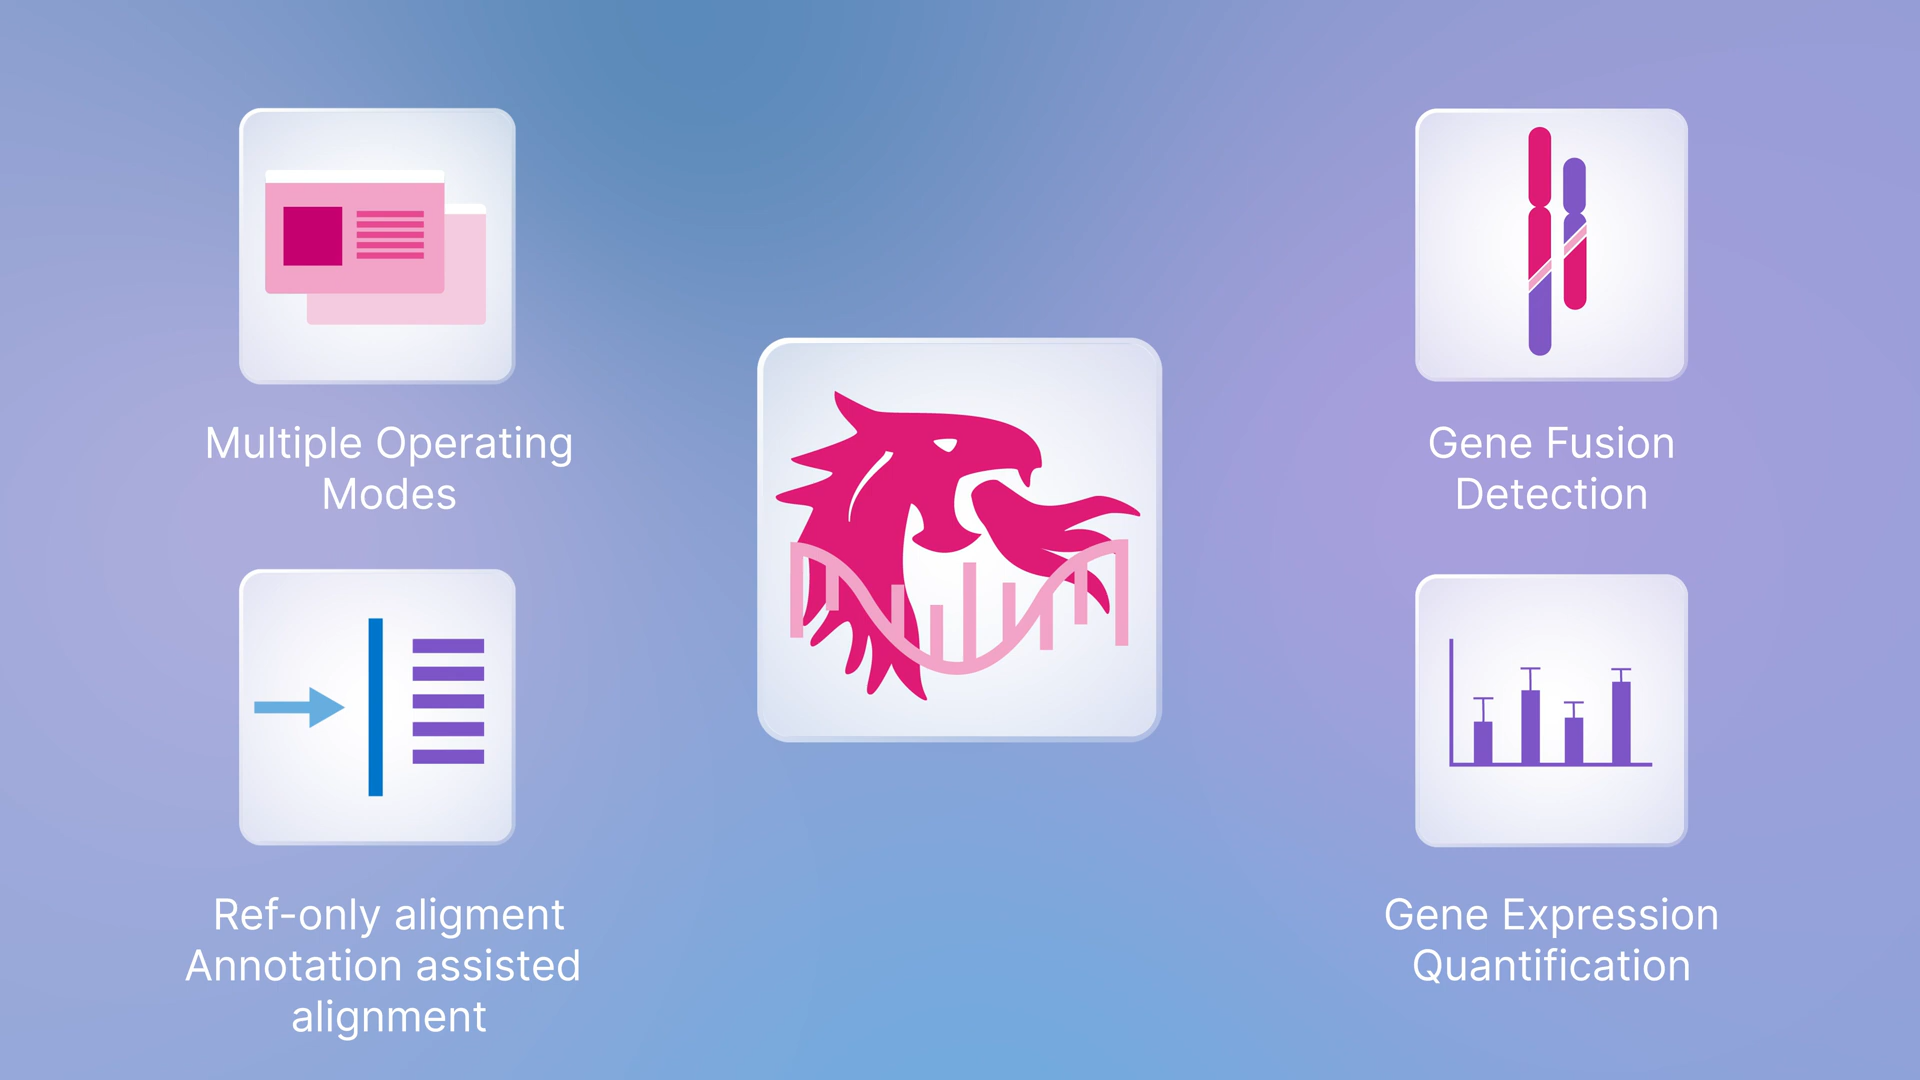 Multiple Operating
Modes
Ref-only aligment
Annotation assisted
alignment
Gene Fusion
Detection
Gene Expression
Quantification